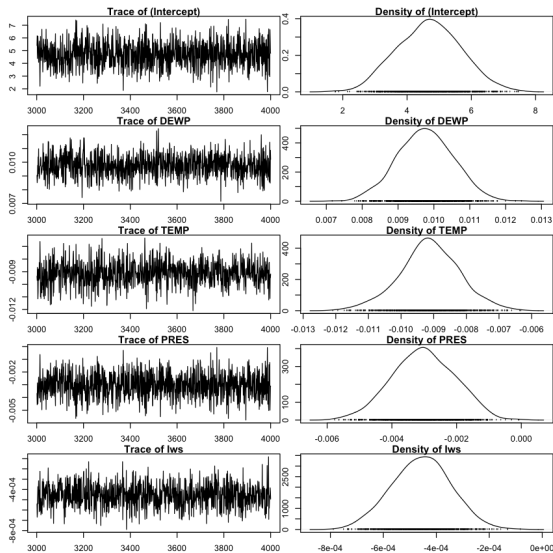 Trace of (Intercept)
Density of (Intercept)
2 3 4 5 6 7
0.0 0.2 0.4
3000 3200 3400 3600 3800 4000
2 4 6 8
Trace of DEWP
Density of DEWP
0.007 0.010
0 200 400
3000 3200 3400 3600 3800 4000
0.007 0.008 0.009 0.010 0.011 0.012 0.013
Trace of TEMP
Density of TEMP
-0.012 -0.009
0 200 400
3000 3200 3400 3600 3800 4000
-0.013 -0.012 -0.011 -0.010 -0.009 -0.008 -0.007 -0.006
Trace of PRES
Density of PRES
-0.005 -0.002
0 100 300
3000 3200 3400 3600 3800 4000
-0.006 -0.004 -0.002 0.000
Trace of Iws
Density of Iws
-8e-04 -4e-04
0 1000 2500
3000 3200 3400 3600 3800 4000
-8e-04 -6e-04 -4e-04 -2e-04 0e+00